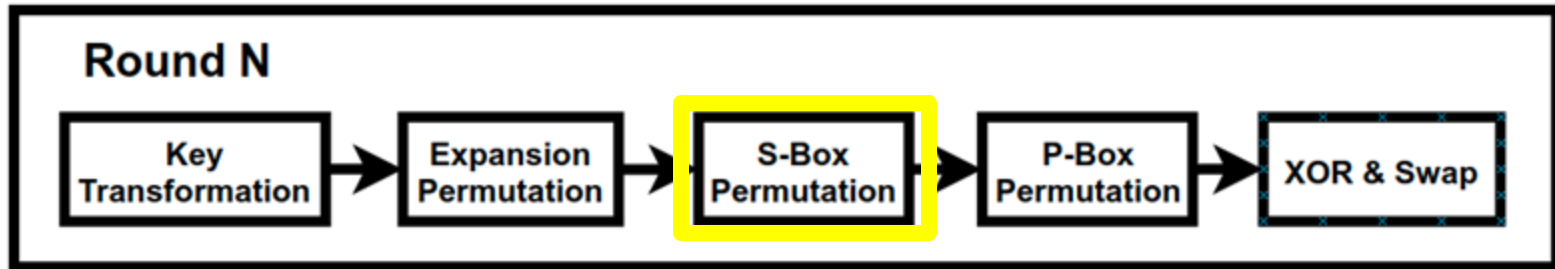 Round N
Key
Transformation
Expansion
Permutation
S-Box
Permutation
P-Box
Permutation
XOR & Swap